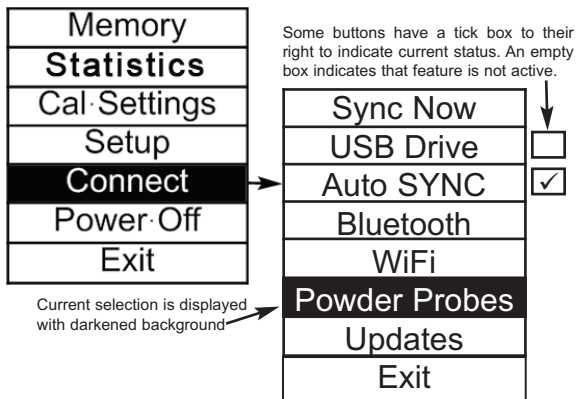 Memory
Statistics
Cal·Settings
Setup
Connect
Power·Off
Exit
Some buttons have a tick box to their
right to indicate current status. An empty
box indicates that feature is not active.
Sync Now
USB Drive
Auto SYNC
Bluetooth
WiFi
Powder Probes
Updates
Exit
Current selection is displayed
with darkened background